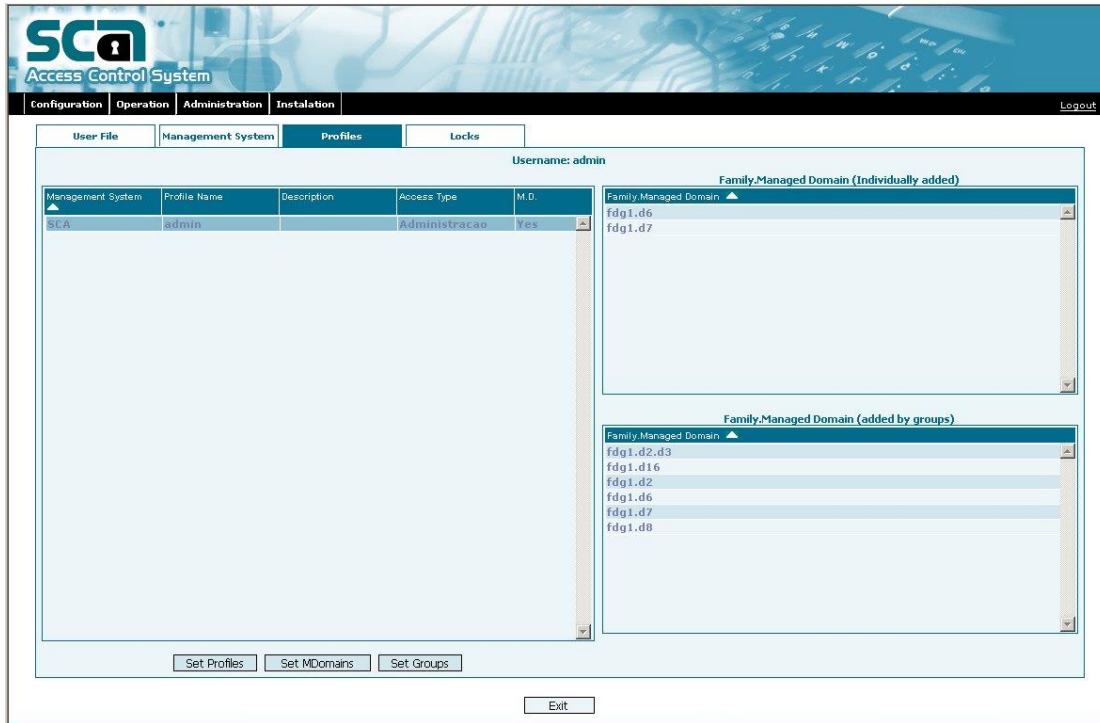 SCA
Access Control System
Configuration Operation Administration Instalation Logout
User File Management System Profiles Locks
Username: admin
Family.Managed Domain (Individually added)
Management System Profile Name Description Access Type M.D.
SCA admin Administracao Yes
Family.Managed Domain
fdg1.d6
fdg1.d7
Family.Managed Domain (added by groups)
Family.Managed Domain
fdg1.d2.d3
fdg1.d16
fdg1.d2
fdg1.d6
fdg1.d7
fdg1.d8
Set Profiles Set MDomains Set Groups
Exit